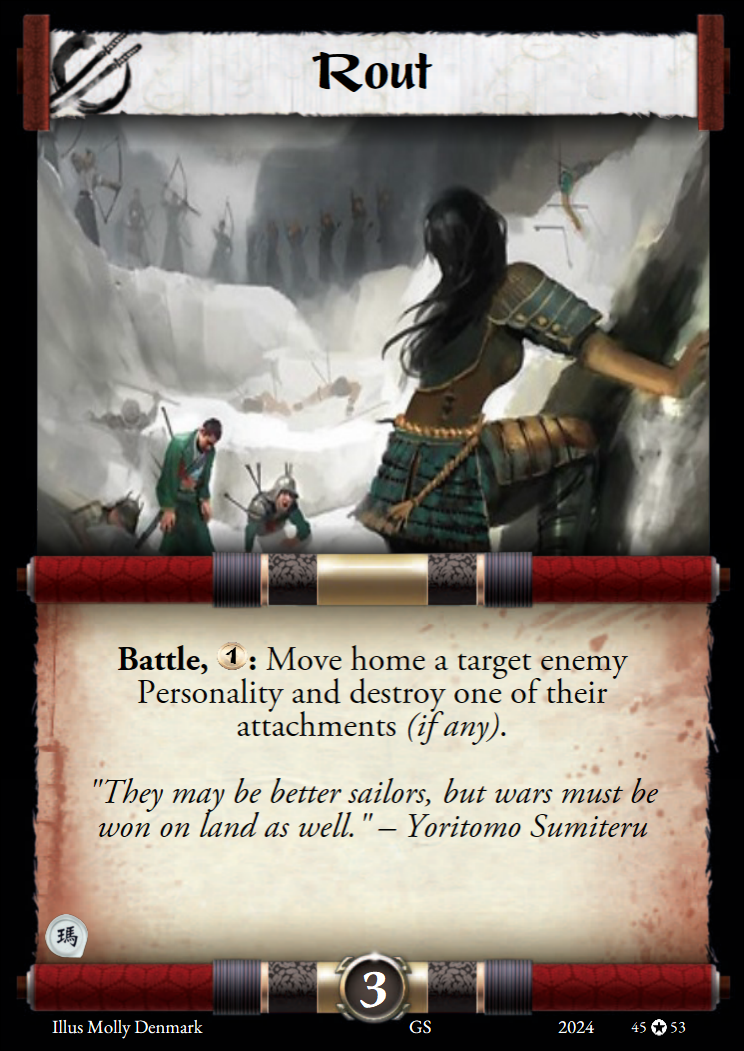 Rout
Battle, 1: Move home a target enemy
Personality and destroy one of their
attachments (if any).
"They may be better sailors, but wars must be
won on land as well." – Yoritomo Sumiteru
瑪
3
Illus Molly Denmark GS 2024 45 ✪ 53